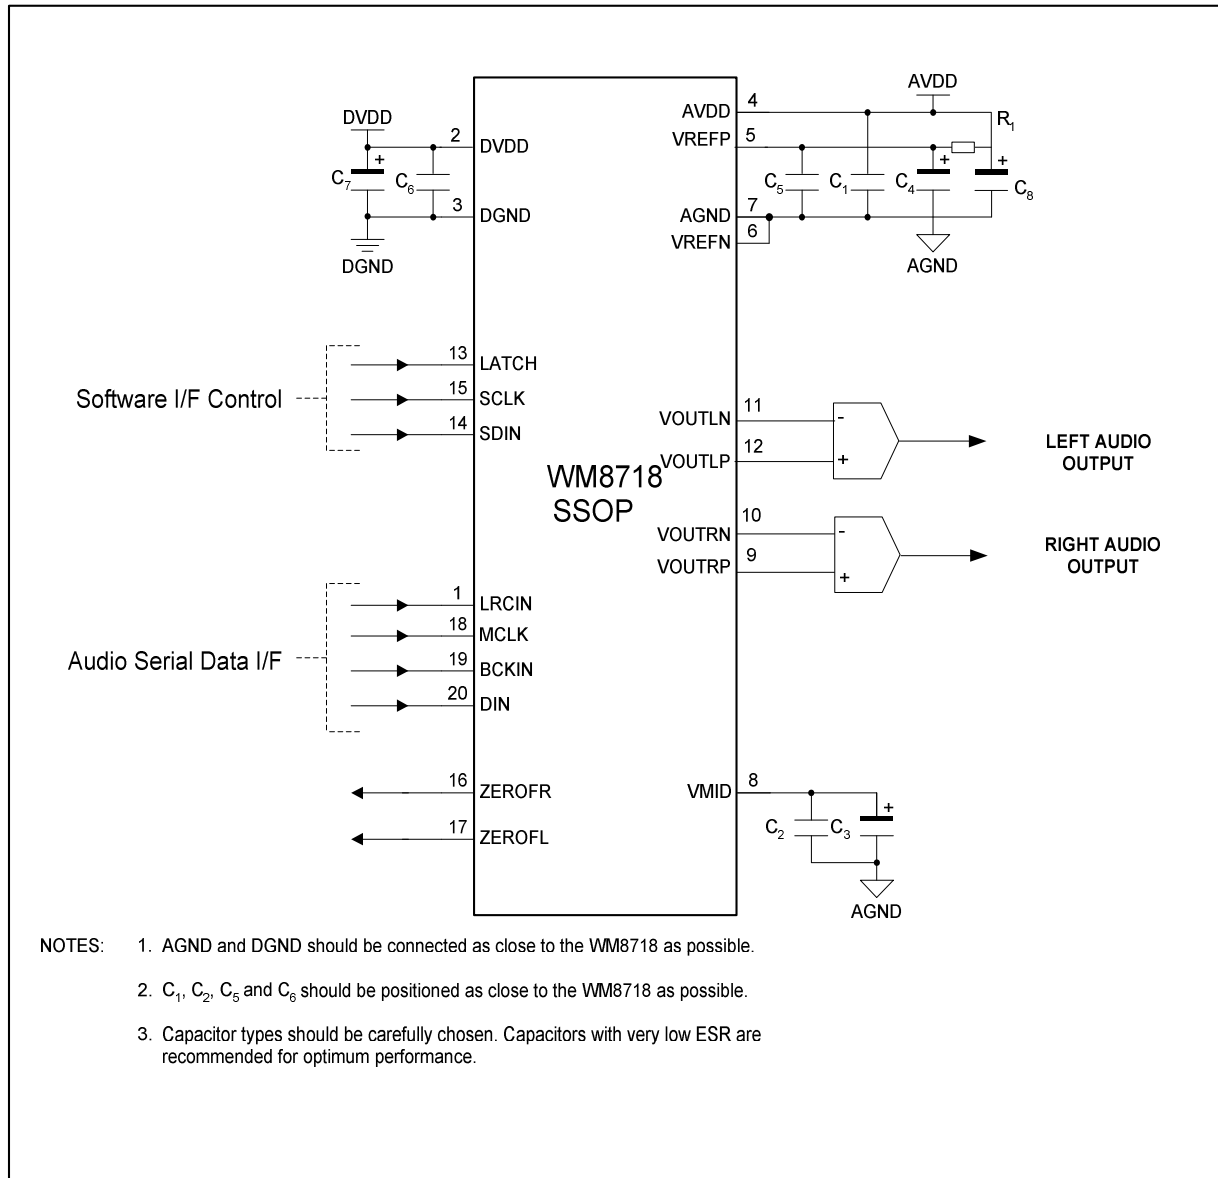 AVDD
4
AVDD
R1
DVDD
2
DVDD
5
VREFP
+
C7
C6
+
+
C5
C1
C4
C8
3
DGND
7
AGND
6
VREFN
DGND
AGND
13
LATCH
Software I/F Control
15
SCLK
14
SDIN
11
VOUTLN
-
12
VOUTLP
+
LEFT AUDIO
OUTPUT
WM8718
SSOP
10
VOUTRN
-
9
VOUTRP
+
RIGHT AUDIO
OUTPUT
1
LRCIN
18
MCLK
Audio Serial Data I/F
19
BCKIN
20
DIN
16
ZEROFR
17
ZEROFL
8
VMID
+
C2
C3
AGND
NOTES: 1. AGND and DGND should be connected as close to the WM8718 as possible.
2. C1, C2, C5 and C6 should be positioned as close to the WM8718 as possible.
3. Capacitor types should be carefully chosen. Capacitors with very low ESR are
recommended for optimum performance.